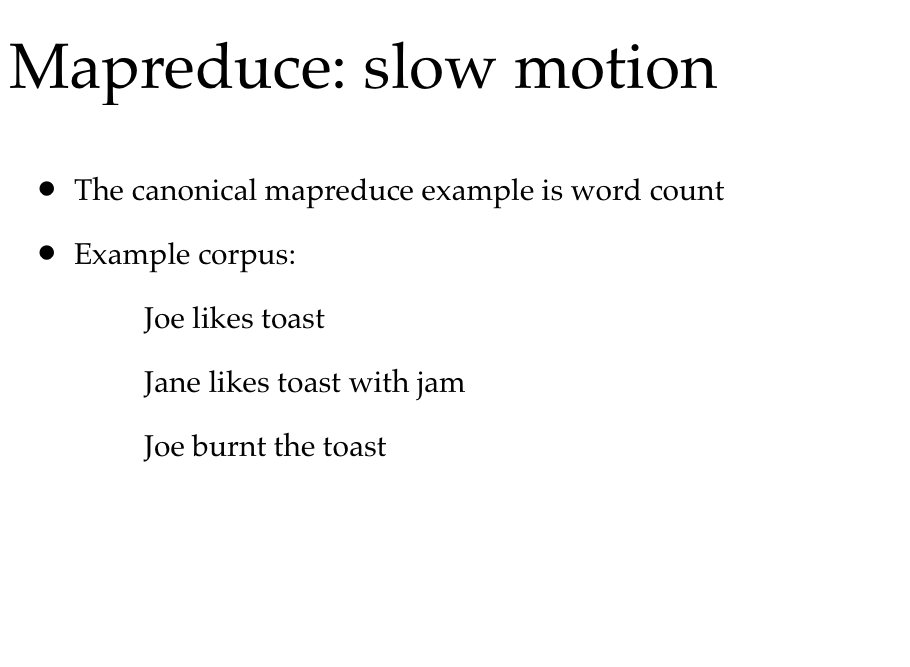 Mapreduce: slow motion
• The canonical mapreduce example is word count
• Example corpus:
Joe likes toast
Jane likes toast with jam
Joe burnt the toast